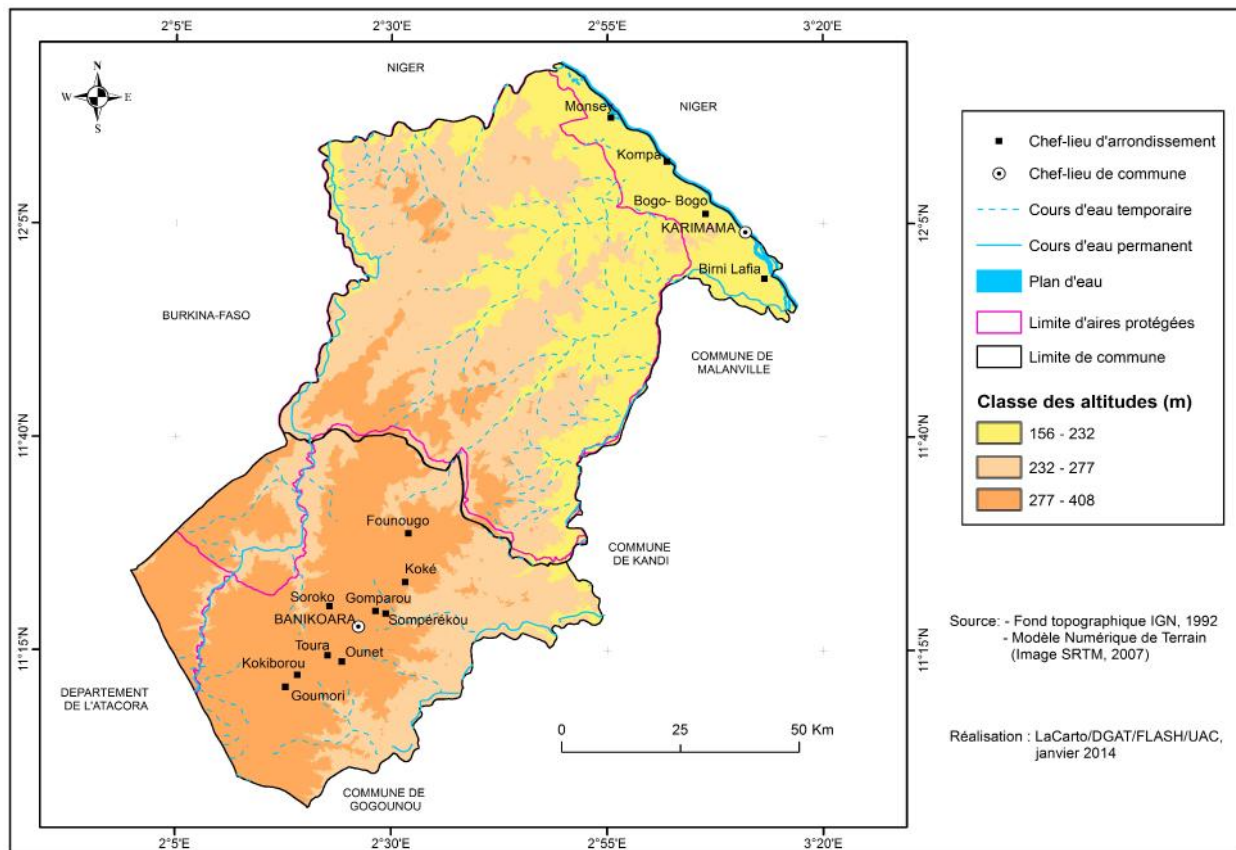 2°5'E
2°30'E
2°55'E
3°20'E
N
W
E
S
NIGER
NIGER
Monsey
Kompa
Bogo- Bogo
KARIMAMA
Birni Lafia
12°5'N
12°5'N
BURKINA-FASO
COMMUNE DE
MALANVILLE
11°40'N
11°40'N
Founougo
COMMUNE
DE KANDI
Koké
Soroko
Gomparou
BANIKOARA
Sompérékou
Toura
Ounet
Kokiborou
Goumori
11°15'N
11°15'N
DEPARTEMENT
DE L'ATACORA
0
25
50 Km
COMMUNE DE
GOGOUNOU
2°5'E
2°30'E
2°55'E
3°20'E
Chef-lieu d'arrondissement
Chef-lieu de commune
Cours d'eau temporaire
Cours d'eau permanent
Plan d'eau
Limite d'aires protégées
Limite de commune
Classe des altitudes (m)
156 - 232
232 - 277
277 - 408
Source: - Fond topographique IGN, 1992
- Modèle Numérique de Terrain
(Image SRTM, 2007)
Réalisation : LaCarto/DGAT/FLASH/UAC,
janvier 2014